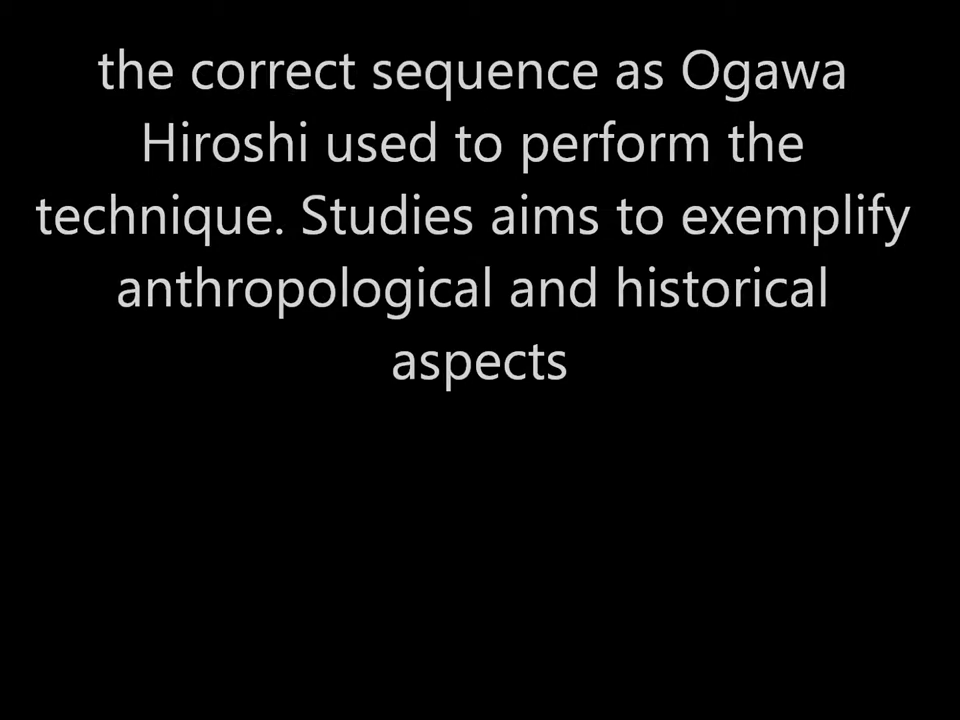 the correct sequence as Ogawa
Hiroshi used to perform the
technique. Studies aims to exemplify
anthropological and historical
aspects